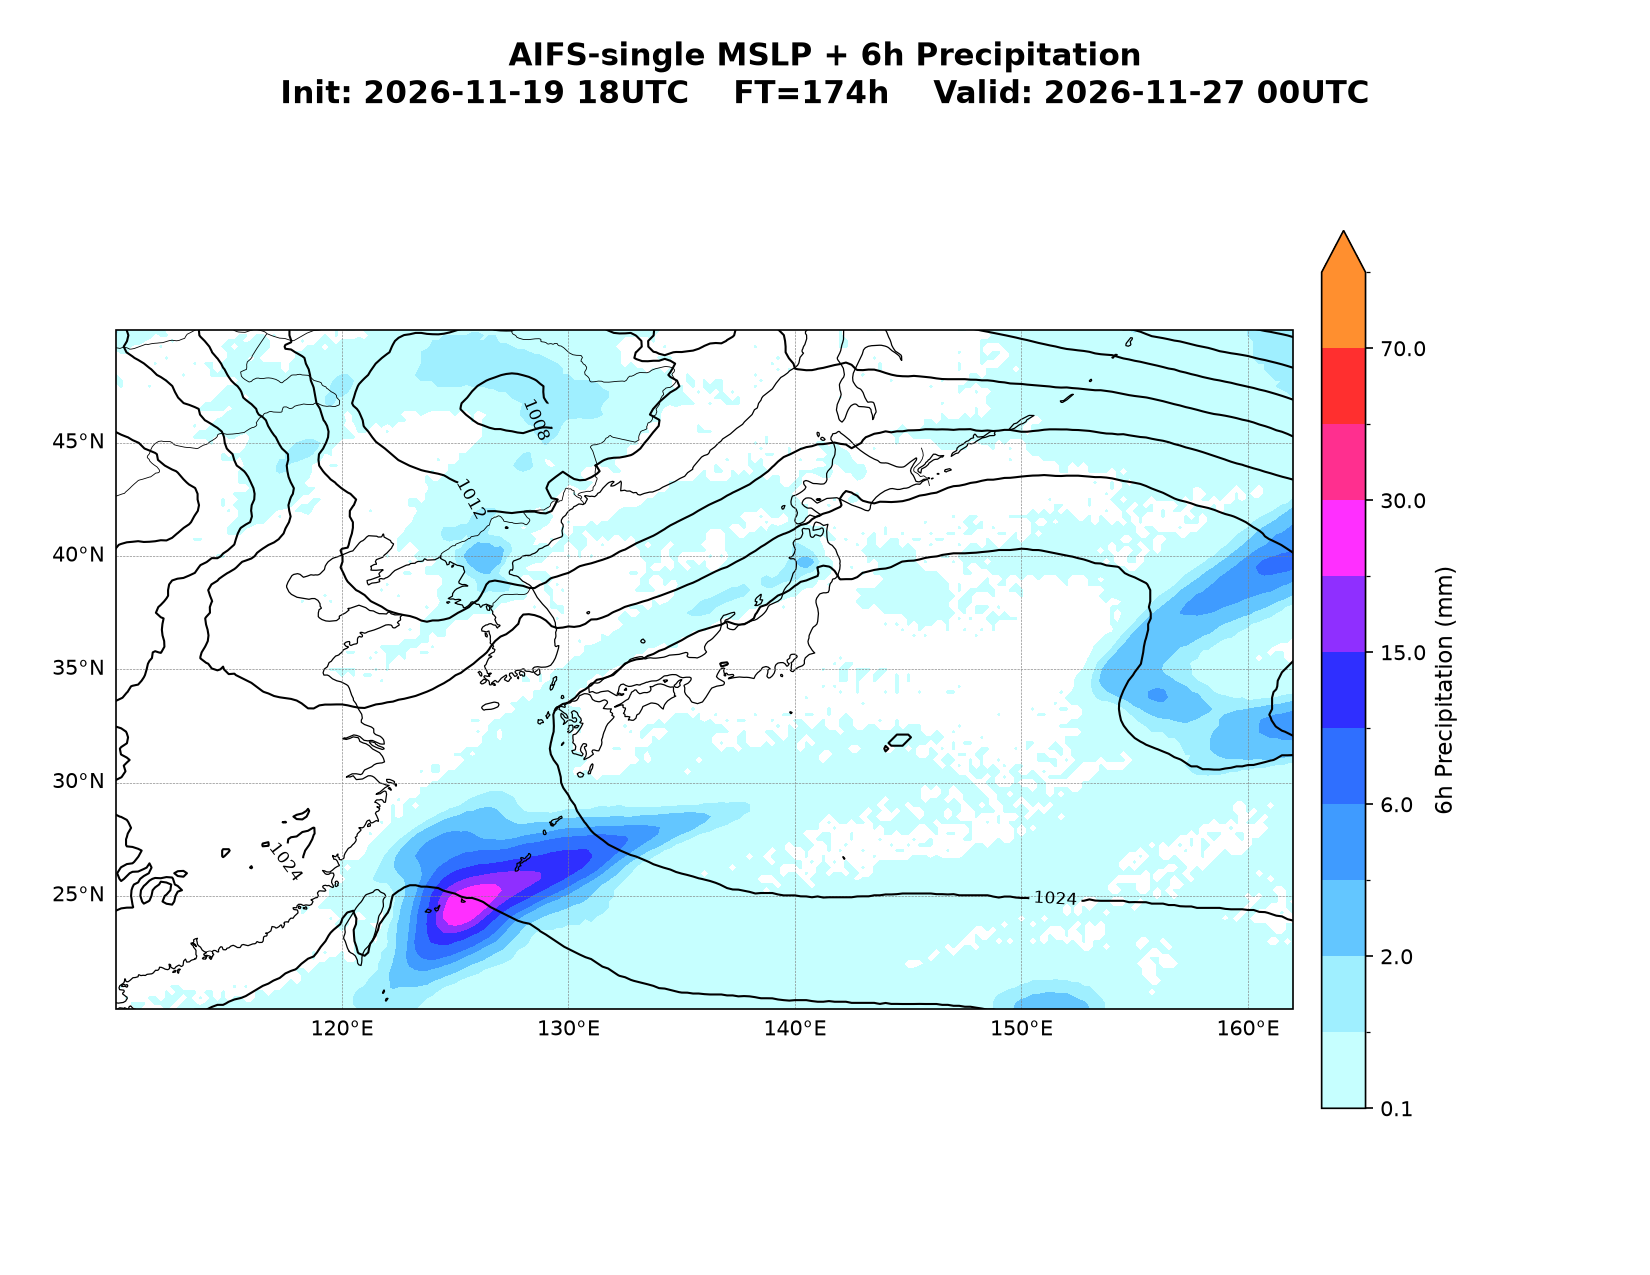 AIFS-single MSLP + 6h Precipitation
Init: 2026-11-19 18UTC    FT=174h    Valid: 2026-11-27 00UTC
70.0
30.0
15.0
6.0
2.0
0.1
6h Precipitation (mm)
45°N
40°N
35°N
30°N
25°N
1008
1012
1024
1024
120°E
130°E
140°E
150°E
160°E